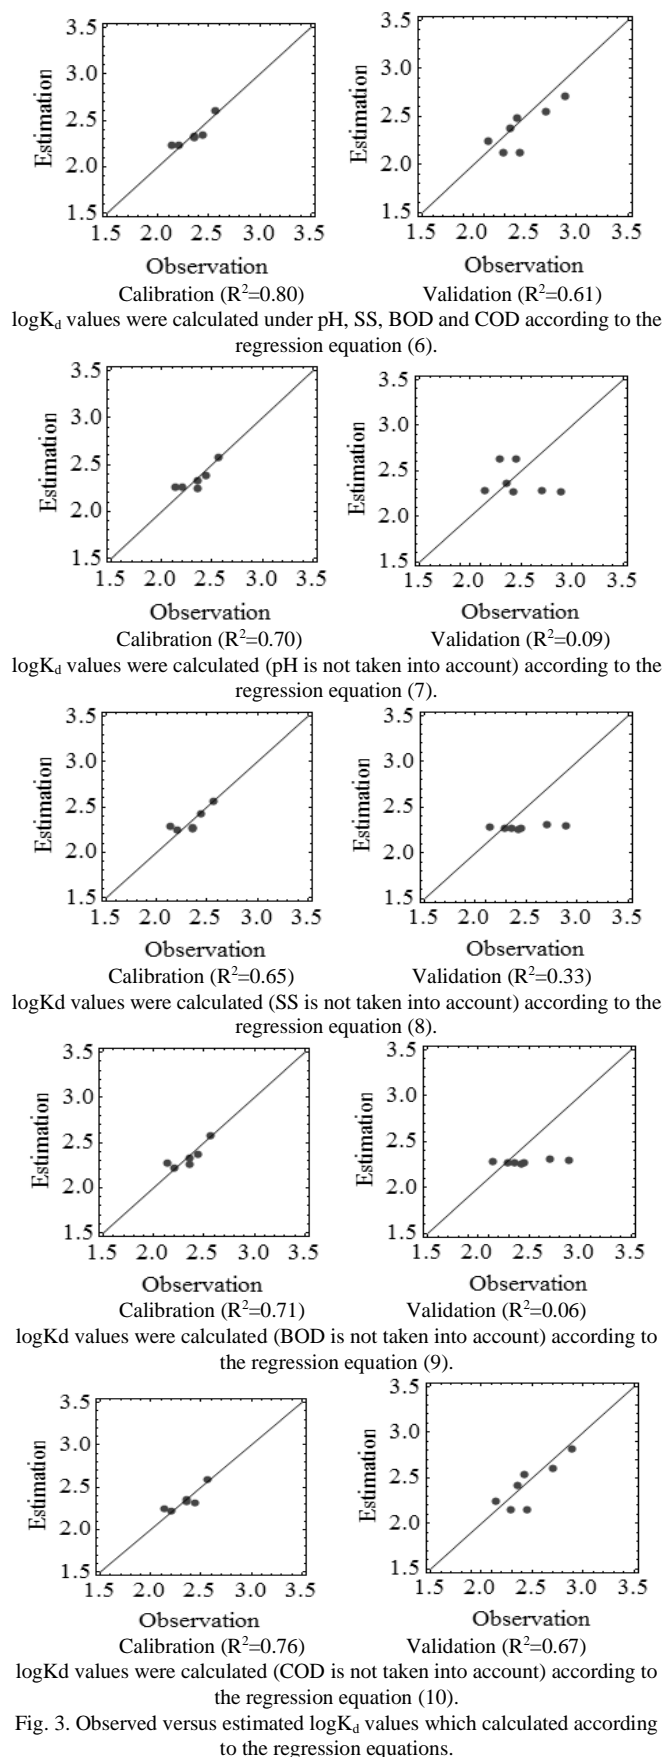 3.5
3.0
2.5
2.0
1.5
Estimation
1.5 2.0 2.5 3.0 3.5
Observation
3.5
3.0
2.5
2.0
1.5
Estimation
1.5 2.0 2.5 3.0 3.5
Observation
Calibration (R²=0.80) Validation (R²=0.61)
logK_d values were calculated under pH, SS, BOD and COD according to the
regression equation (6).
3.5
3.0
2.5
2.0
1.5
Estimation
1.5 2.0 2.5 3.0 3.5
Observation
3.5
3.0
2.5
2.0
1.5
Estimation
1.5 2.0 2.5 3.0 3.5
Observation
Calibration (R²=0.70) Validation (R²=0.09)
logK_d values were calculated (pH is not taken into account) according to the
regression equation (7).
3.5
3.0
2.5
2.0
1.5
Estimation
1.5 2.0 2.5 3.0 3.5
Observation
3.5
3.0
2.5
2.0
1.5
Estimation
1.5 2.0 2.5 3.0 3.5
Observation
Calibration (R²=0.65) Validation (R²=0.33)
logKd values were calculated (SS is not taken into account) according to the
regression equation (8).
3.5
3.0
2.5
2.0
1.5
Estimation
1.5 2.0 2.5 3.0 3.5
Observation
3.5
3.0
2.5
2.0
1.5
Estimation
1.5 2.0 2.5 3.0 3.5
Observation
Calibration (R²=0.71) Validation (R²=0.06)
logKd values were calculated (BOD is not taken into account) according to
the regression equation (9).
3.5
3.0
2.5
2.0
1.5
Estimation
1.5 2.0 2.5 3.0 3.5
Observation
3.5
3.0
2.5
2.0
1.5
Estimation
1.5 2.0 2.5 3.0 3.5
Observation
Calibration (R²=0.76) Validation (R²=0.67)
logKd values were calculated (COD is not taken into account) according to
the regression equation (10).
Fig. 3. Observed versus estimated logK_d values which calculated according
to the regression equations.